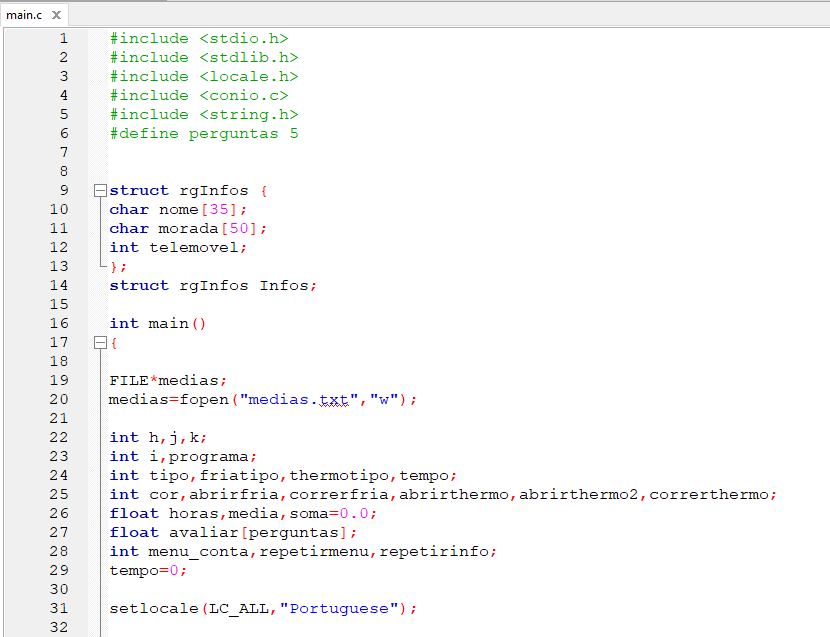 main.c X
1 #include <stdio.h>
2 #include <stdlib.h>
3 #include <locale.h>
4 #include <conio.c>
5 #include <string.h>
6 #define perguntas 5
7
8
9 struct rgInfos {
10 char nome[35];
11 char morada[50];
12 int telemovel;
13 };
14 struct rgInfos Infos;
15
16 int main()
17 {
18
19 FILE*medias;
20 medias=fopen("medias.txt","w");
21
22 int h,j,k;
23 int i,programa;
24 int tipo,friatipo,thermotipo,tempo;
25 int cor,abrirfria,correrfria,abrirthermo,abrirthermo2,correrthermo;
26 float horas,media,soma=0.0;
27 float avaliar[perguntas];
28 int menu_conta,repetirmenu,repetirinfo;
29 tempo=0;
30
31 setlocale(LC_ALL,"Portuguese");
32